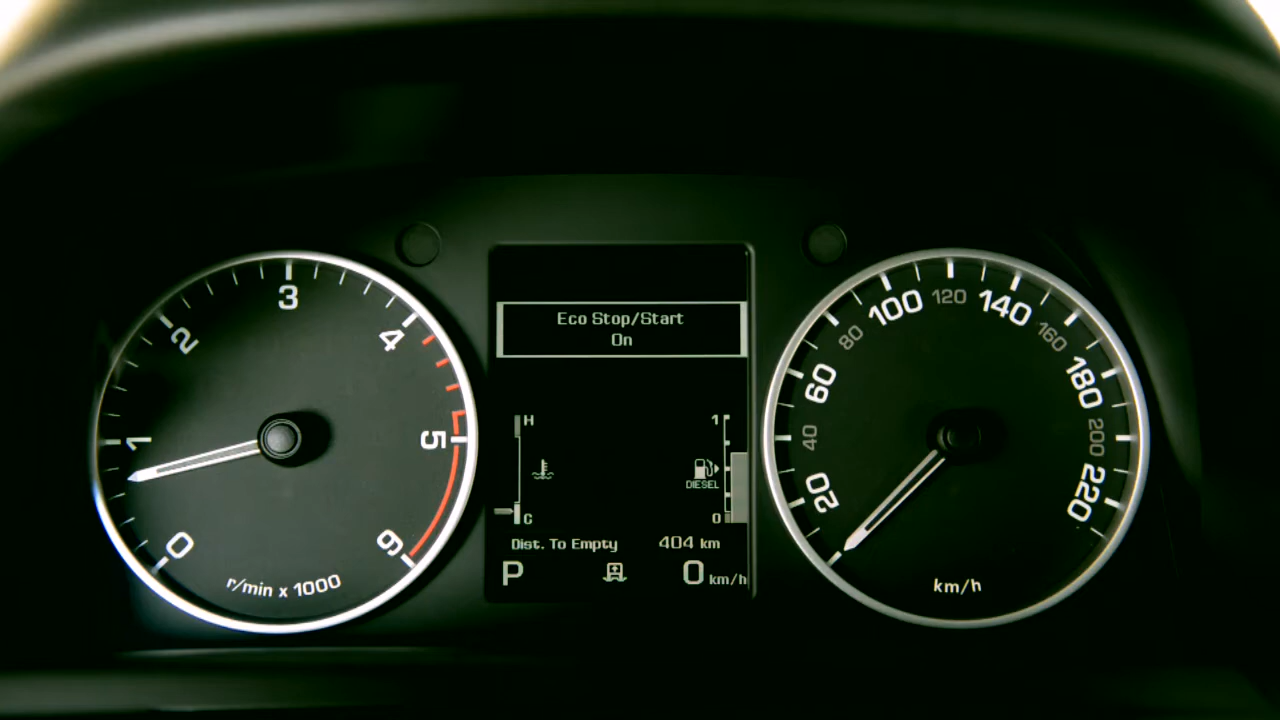 0
1
2
3
4
5
6
r/min x 1000
Eco Stop/Start
On
H
C
1
DIESEL
0
Dist. To Empty 404 km
P 0 km/h
20
40
60
80
100
120
140
160
180
200
220
km/h